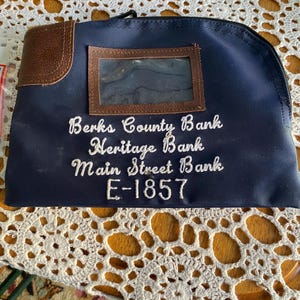 Berks County Bank
Heritage Bank
Main Street Bank
E-1857